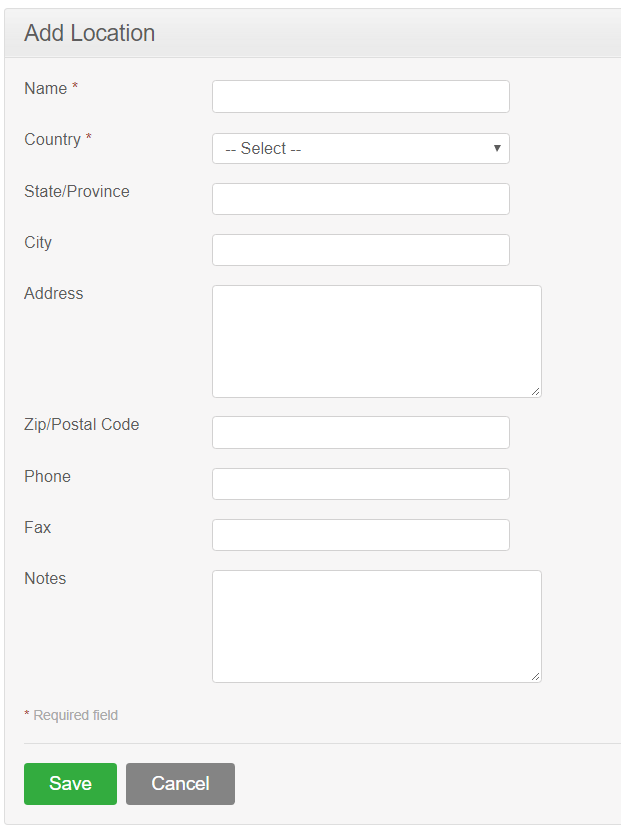 Add Location
Name *
Country *
-- Select --
State/Province
City
Address
Zip/Postal Code
Phone
Fax
Notes
* Required field
Save Cancel